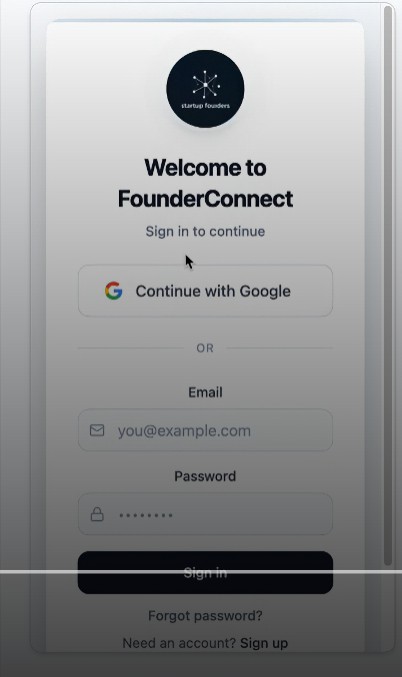 startup founders
Welcome to
FounderConnect
Sign in to continue
Continue with Google
OR
Email
you@example.com
Password
••••••••
Sign in
Forgot password?
Need an account? Sign up